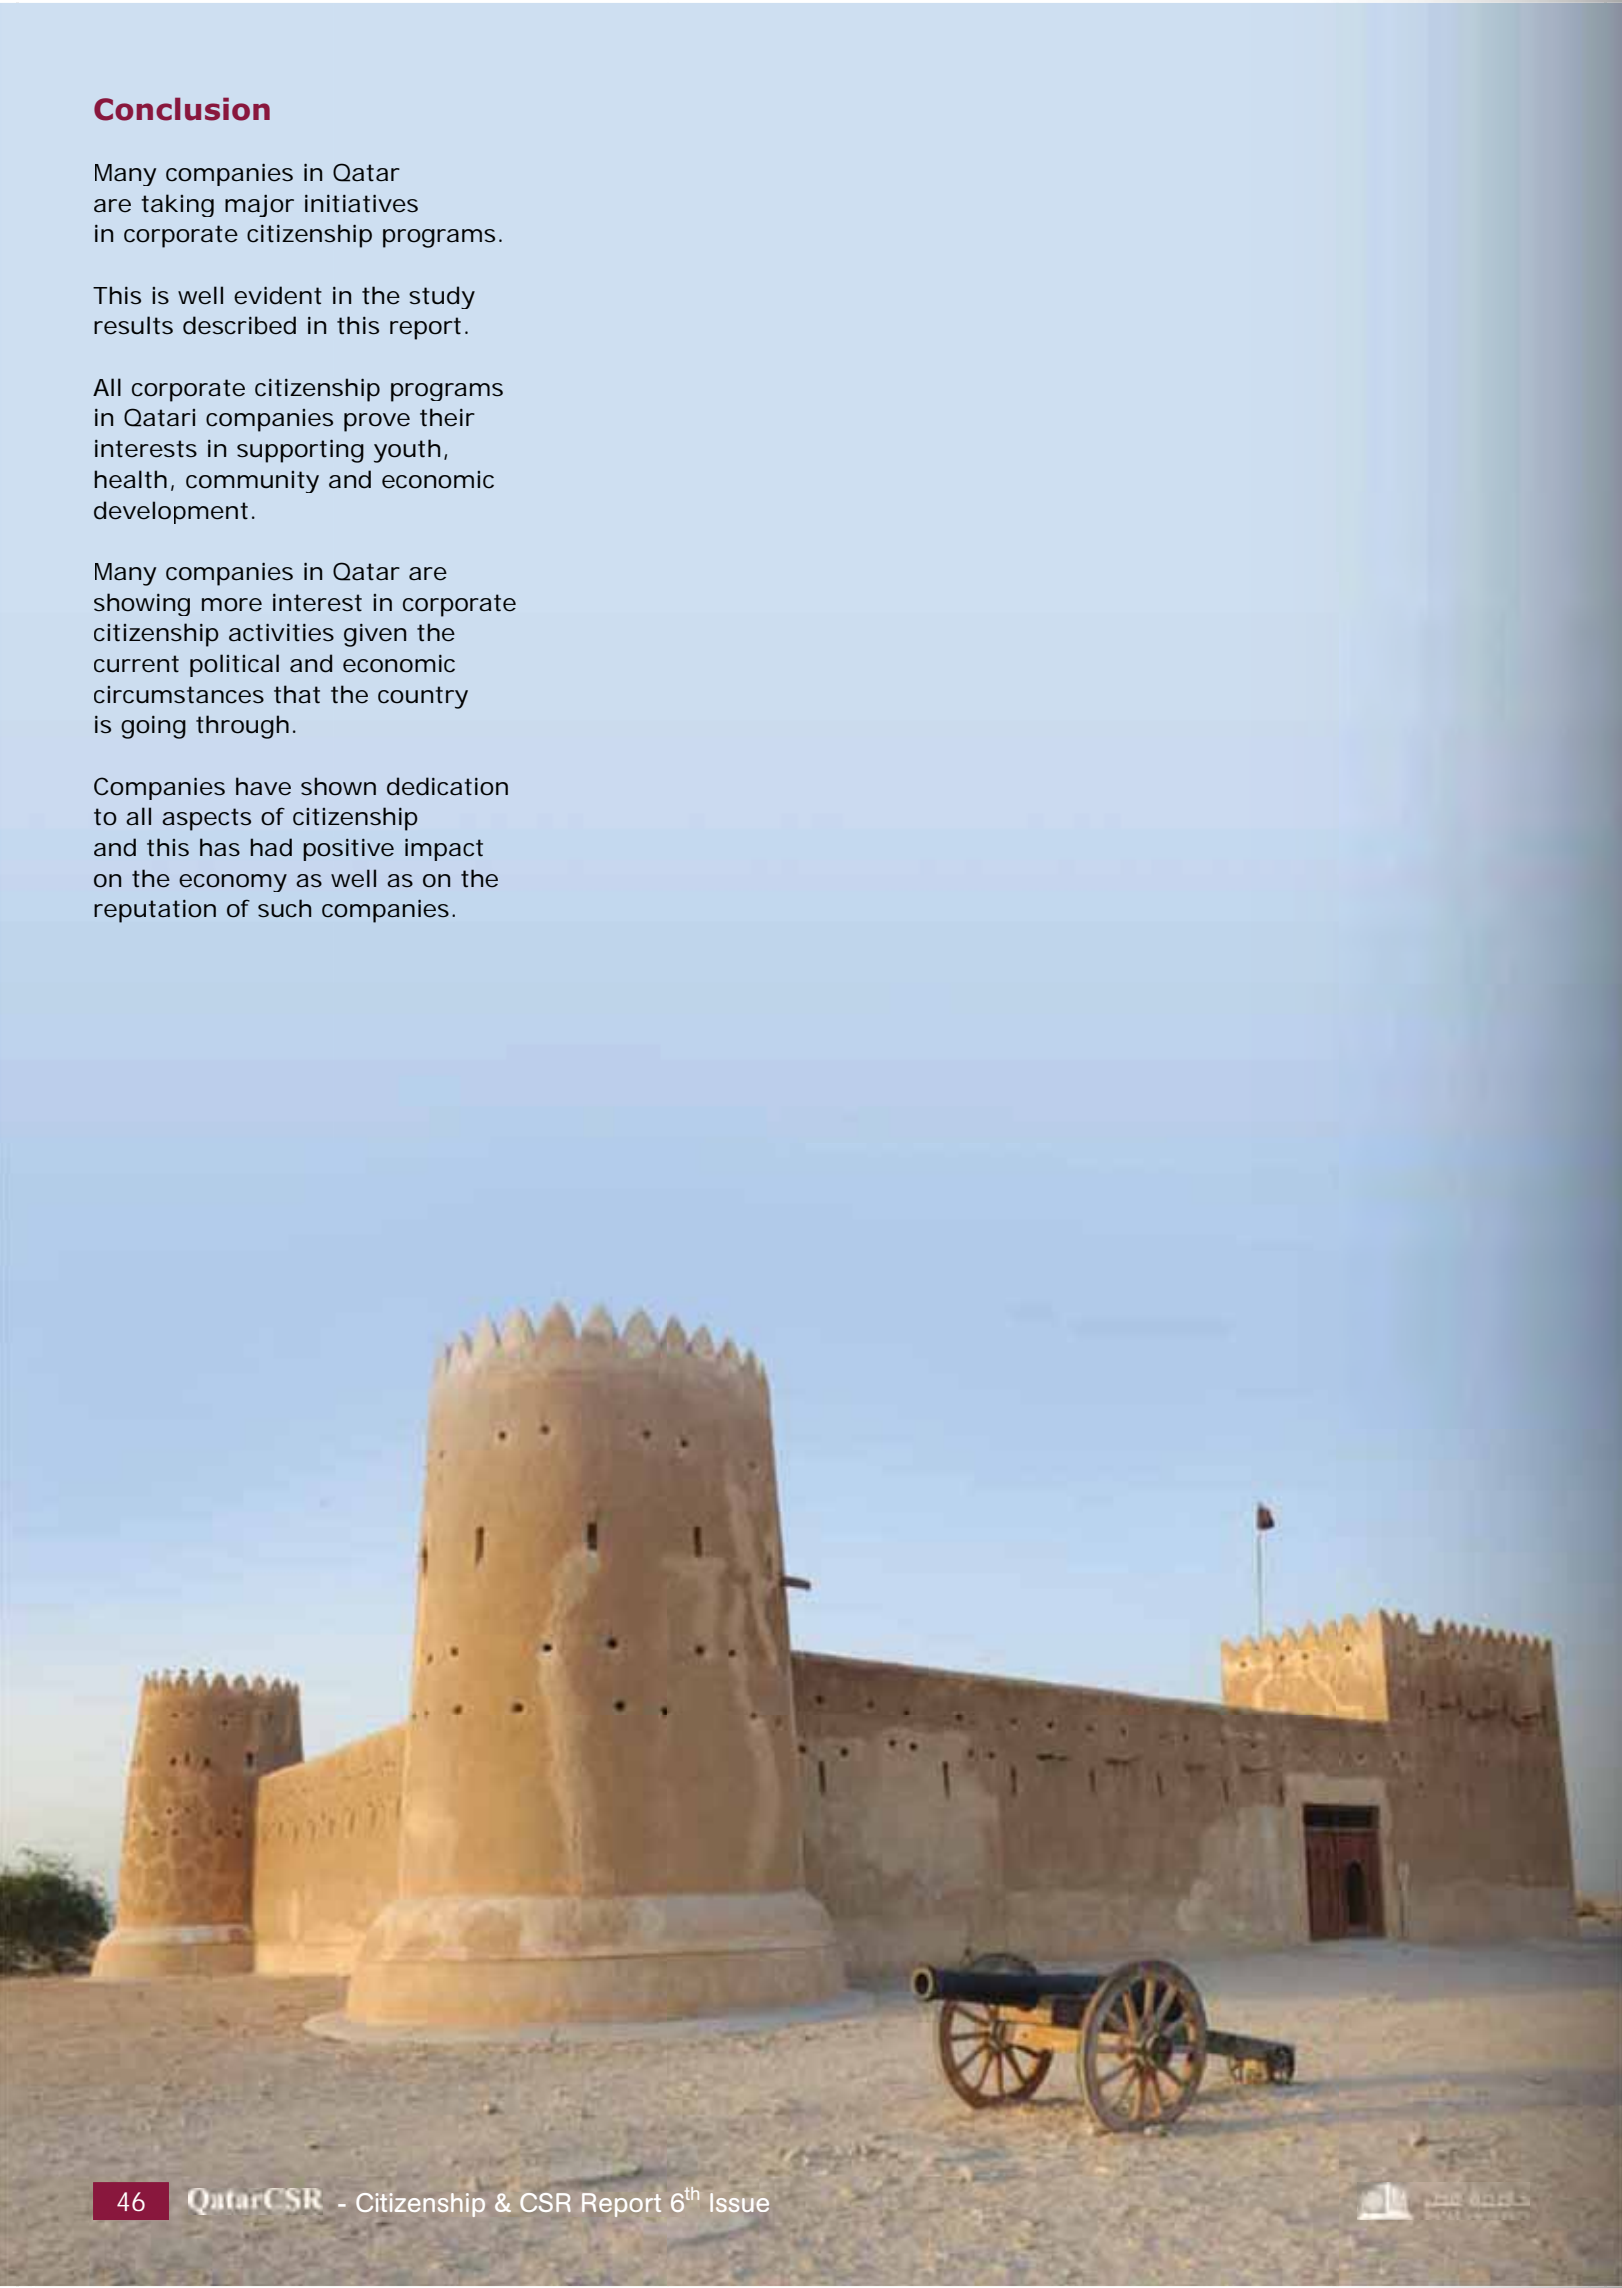 Conclusion
Many companies in Qatar
are taking major initiatives
in corporate citizenship programs.
This is well evident in the study
results described in this report.
All corporate citizenship programs
in Qatari companies prove their
interests in supporting youth,
health, community and economic
development.
Many companies in Qatar are
showing more interest in corporate
citizenship activities given the
current political and economic
circumstances that the country
is going through.
Companies have shown dedication
to all aspects of citizenship
and this has had positive impact
on the economy as well as on the
reputation of such companies.
46 QatarCSR - Citizenship & CSR Report 6th Issue